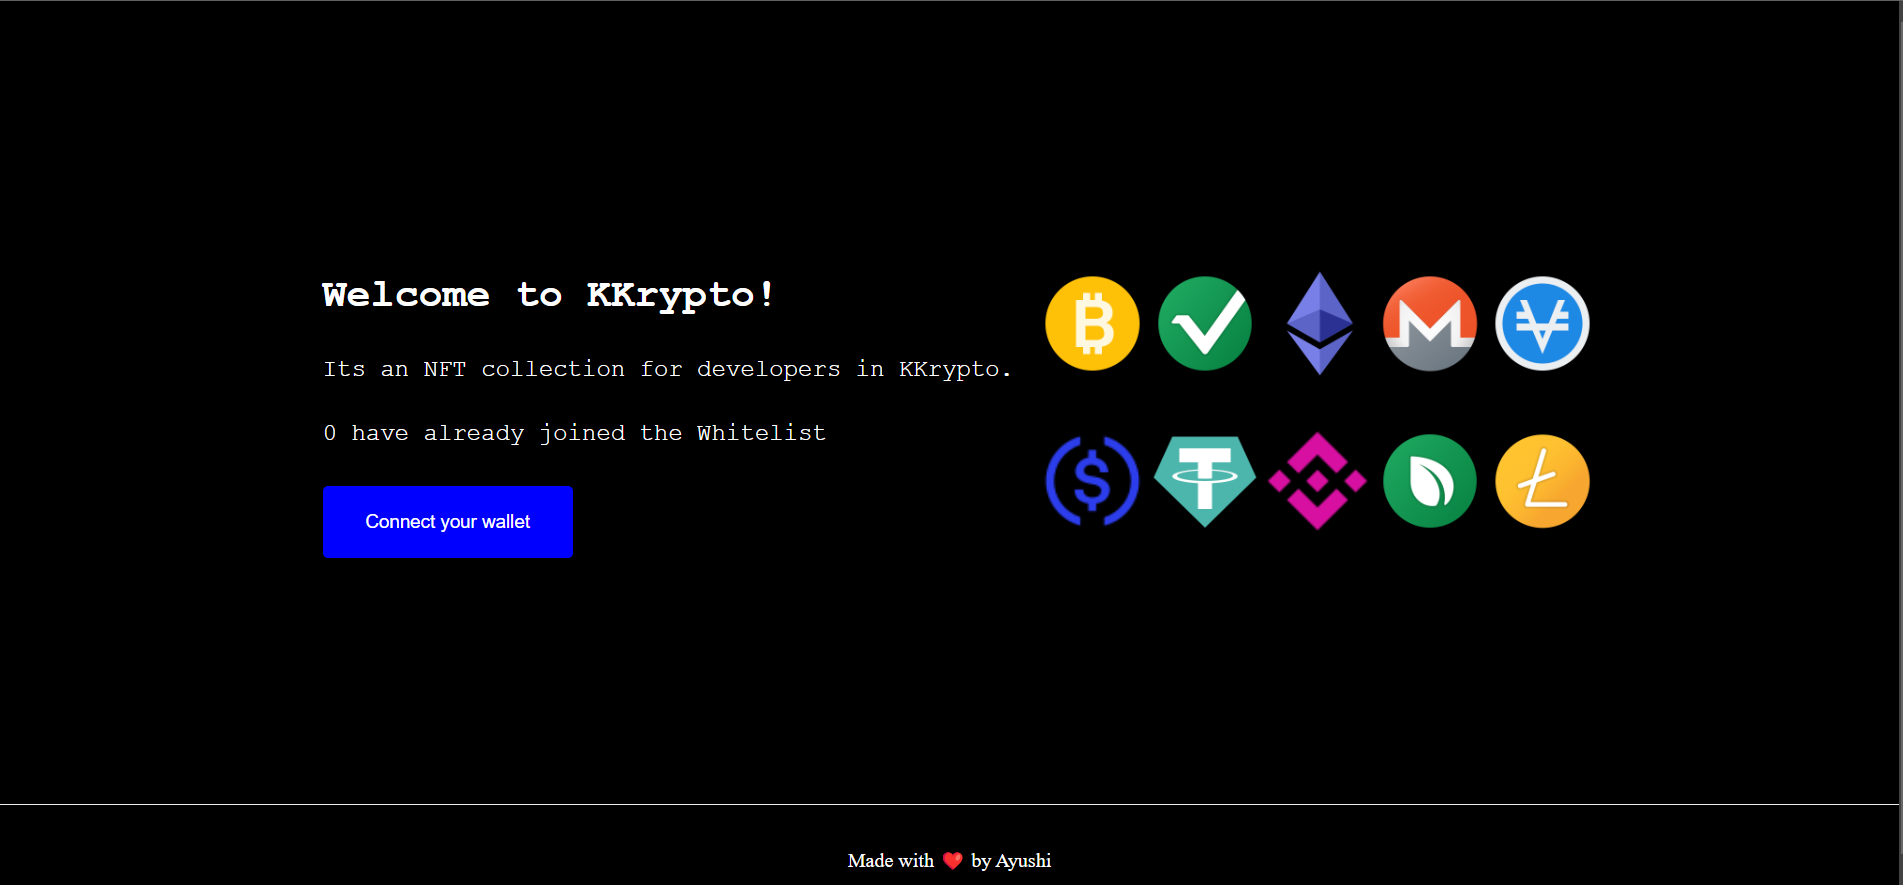 Welcome to KKrypto!
Its an NFT collection for developers in KKrypto.
0 have already joined the Whitelist
Connect your wallet
Made with ❤️ by Ayushi